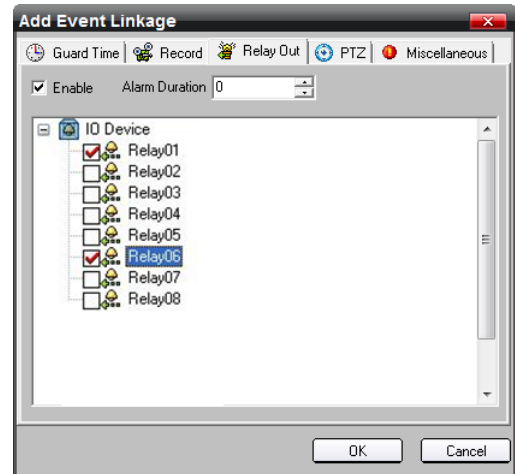 Add Event Linkage
Guard Time Record Relay Out PTZ Miscellaneous
Enable Alarm Duration 0
IO Device
Relay01
Relay02
Relay03
Relay04
Relay05
Relay06
Relay07
Relay08
OK Cancel